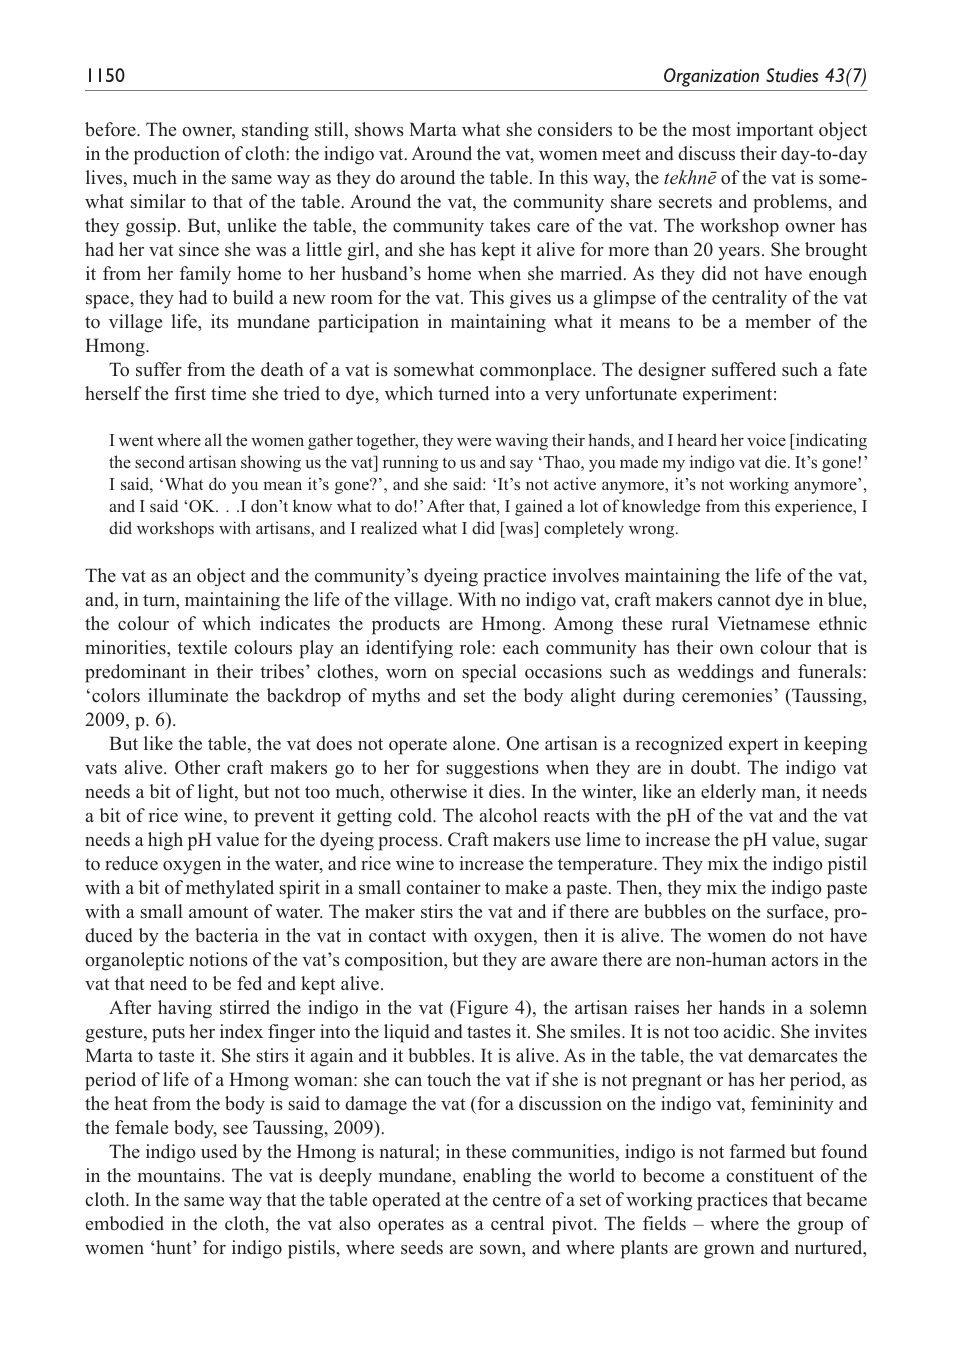 1150
Organization Studies 43(7)
before. The owner, standing still, shows Marta what she considers to be the most important object
in the production of cloth: the indigo vat. Around the vat, women meet and discuss their day-to-day
lives, much in the same way as they do around the table. In this way, the tekhnē of the vat is some-
what similar to that of the table. Around the vat, the community share secrets and problems, and
they gossip. But, unlike the table, the community takes care of the vat. The workshop owner has
had her vat since she was a little girl, and she has kept it alive for more than 20 years. She brought
it from her family home to her husband’s home when she married. As they did not have enough
space, they had to build a new room for the vat. This gives us a glimpse of the centrality of the vat
to village life, its mundane participation in maintaining what it means to be a member of the
Hmong.
To suffer from the death of a vat is somewhat commonplace. The designer suffered such a fate
herself the first time she tried to dye, which turned into a very unfortunate experiment:
I went where all the women gather together, they were waving their hands, and I heard her voice [indicating
the second artisan showing us the vat] running to us and say ‘Thao, you made my indigo vat die. It’s gone!’
I said, ‘What do you mean it’s gone?’, and she said: ‘It’s not active anymore, it’s not working anymore’,
and I said ‘OK. . .I don’t know what to do!’ After that, I gained a lot of knowledge from this experience, I
did workshops with artisans, and I realized what I did [was] completely wrong.
The vat as an object and the community’s dyeing practice involves maintaining the life of the vat,
and, in turn, maintaining the life of the village. With no indigo vat, craft makers cannot dye in blue,
the colour of which indicates the products are Hmong. Among these rural Vietnamese ethnic
minorities, textile colours play an identifying role: each community has their own colour that is
predominant in their tribes’ clothes, worn on special occasions such as weddings and funerals:
‘colors illuminate the backdrop of myths and set the body alight during ceremonies’ (Taussing,
2009, p. 6).
But like the table, the vat does not operate alone. One artisan is a recognized expert in keeping
vats alive. Other craft makers go to her for suggestions when they are in doubt. The indigo vat
needs a bit of light, but not too much, otherwise it dies. In the winter, like an elderly man, it needs
a bit of rice wine, to prevent it getting cold. The alcohol reacts with the pH of the vat and the vat
needs a high pH value for the dyeing process. Craft makers use lime to increase the pH value, sugar
to reduce oxygen in the water, and rice wine to increase the temperature. They mix the indigo pistil
with a bit of methylated spirit in a small container to make a paste. Then, they mix the indigo paste
with a small amount of water. The maker stirs the vat and if there are bubbles on the surface, pro-
duced by the bacteria in the vat in contact with oxygen, then it is alive. The women do not have
organoleptic notions of the vat’s composition, but they are aware there are non-human actors in the
vat that need to be fed and kept alive.
After having stirred the indigo in the vat (Figure 4), the artisan raises her hands in a solemn
gesture, puts her index finger into the liquid and tastes it. She smiles. It is not too acidic. She invites
Marta to taste it. She stirs it again and it bubbles. It is alive. As in the table, the vat demarcates the
period of life of a Hmong woman: she can touch the vat if she is not pregnant or has her period, as
the heat from the body is said to damage the vat (for a discussion on the indigo vat, femininity and
the female body, see Taussing, 2009).
The indigo used by the Hmong is natural; in these communities, indigo is not farmed but found
in the mountains. The vat is deeply mundane, enabling the world to become a constituent of the
cloth. In the same way that the table operated at the centre of a set of working practices that became
embodied in the cloth, the vat also operates as a central pivot. The fields – where the group of
women ‘hunt’ for indigo pistils, where seeds are sown, and where plants are grown and nurtured,